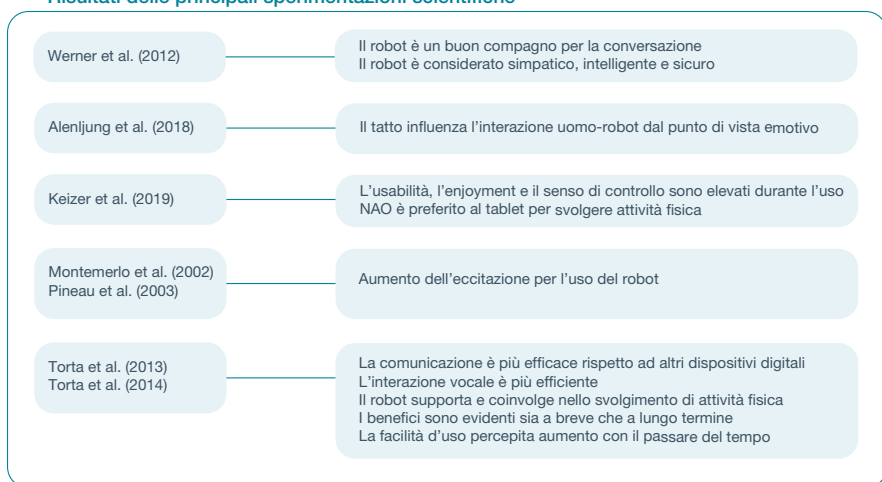 Risultati delle principali sperimentazioni scientifiche
Werner et al. (2012)
Il robot è un buon compagno per la conversazione
Il robot è considerato simpatico, intelligente e sicuro
Alenljung et al. (2018)
Il tatto influenza l'interazione uomo-robot dal punto di vista emotivo
Keizer et al. (2019)
L'usabilità, l'enjoyment e il senso di controllo sono elevati durante l'uso
NAO è preferito al tablet per svolgere attività fisica
Montemerlo et al. (2002)
Pineau et al. (2003)
Aumento dell'eccitazione per l'uso del robot
Torta et al. (2013)
Torta et al. (2014)
La comunicazione è più efficace rispetto ad altri dispositivi digitali
L'interazione vocale è più efficiente
Il robot supporta e coinvolge nello svolgimento di attività fisica
I benefici sono evidenti sia a breve che a lungo termine
La facilità d'uso percepita aumento con il passare del tempo